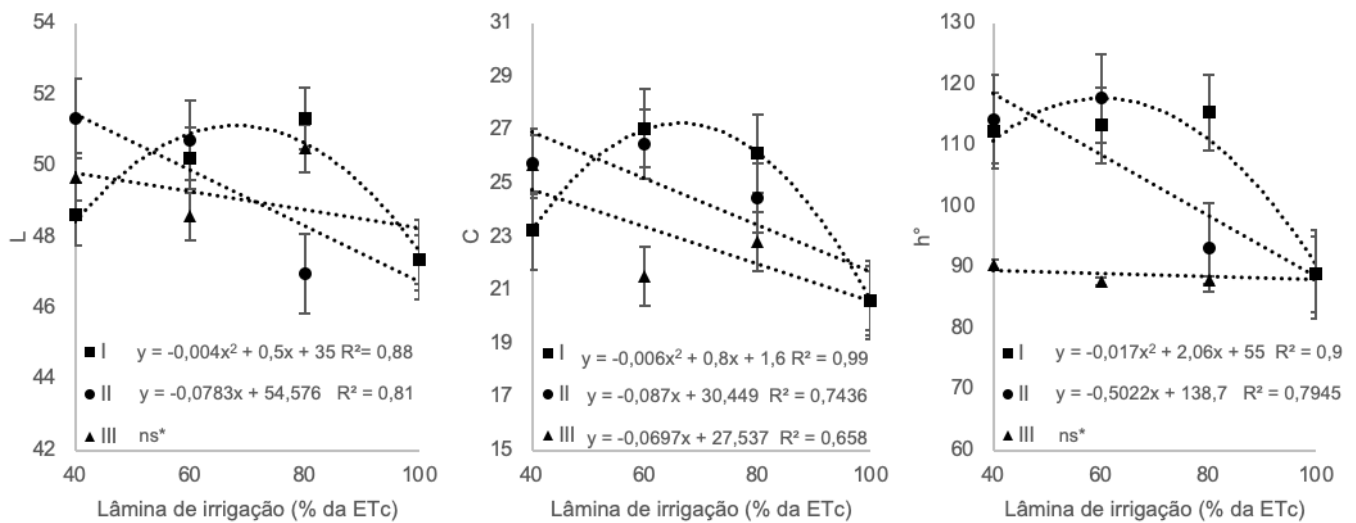 54
52
50
48
46
44
42
L
I y = -0,004x² + 0,5x + 35 R²= 0,88
II y = -0,0783x + 54,576 R² = 0,81
III ns*
40 60 80 100
Lâmina de irrigação (% da ETc)
31
29
27
25
23
21
19
17
15
C
I y = -0,006x² + 0,8x + 1,6 R² = 0,99
II y = -0,087x + 30,449 R² = 0,7436
III y = -0,0697x + 27,537 R² = 0,658
40 60 80 100
Lâmina de irrigação (% da ETc)
130
120
110
100
90
80
70
60
h°
I y = -0,017x² + 2,06x + 55 R² = 0,9
II y = -0,5022x + 138,7 R² = 0,7945
III ns*
40 60 80 100
Lâmina de irrigação (% da ETc)